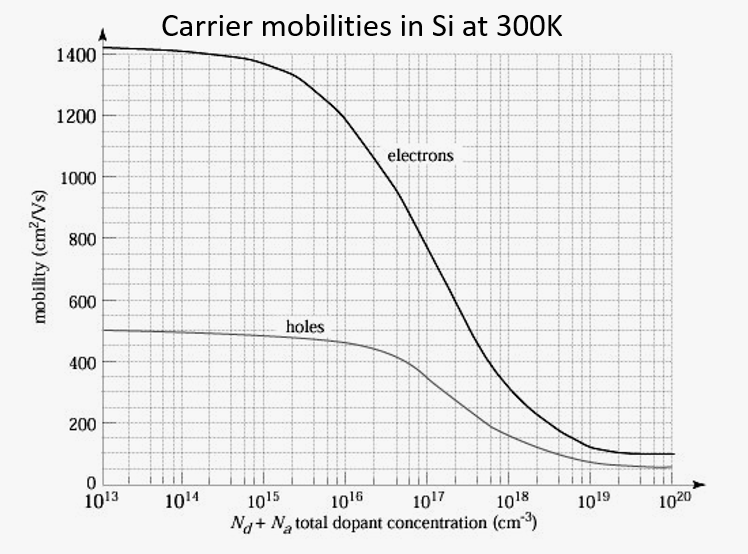 Carrier mobilities in Si at 300K
1400
1200
1000
800
600
400
200
0
mobility (cm²/Vs)
electrons
holes
10¹³ 10¹⁴ 10¹⁵ 10¹⁶ 10¹⁷ 10¹⁸ 10¹⁹ 10²⁰
N_d + N_a total dopant concentration (cm⁻³)